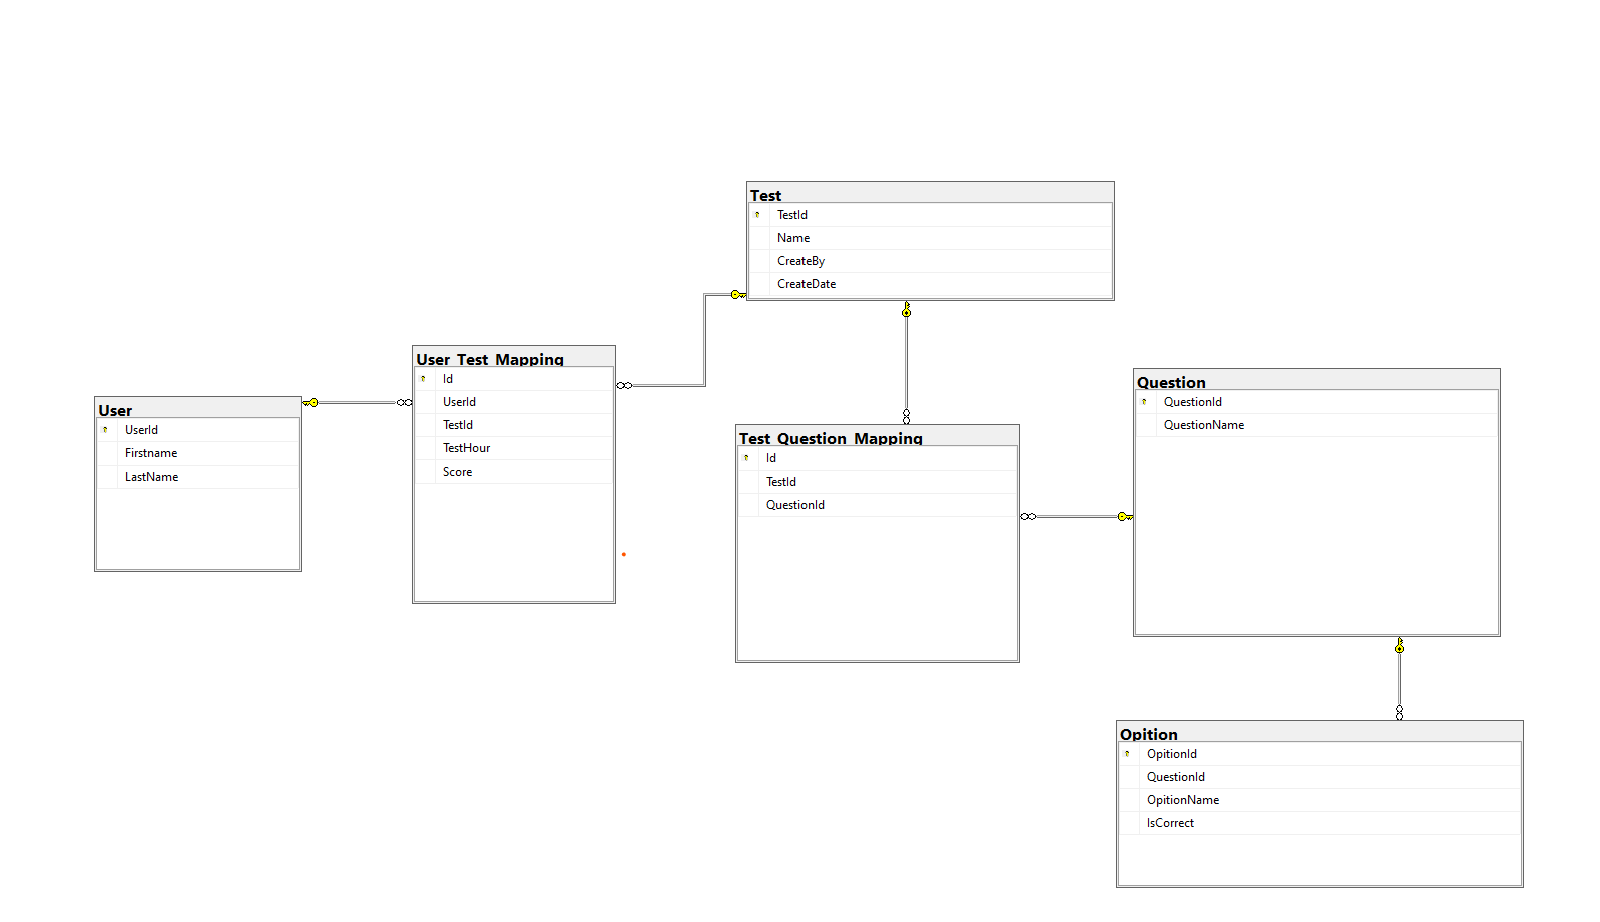 Test
TestId
Name
CreateBy
CreateDate
User_Test_Mapping
Id
UserId
TestId
TestHour
Score
User
UserId
Firstname
LastName
Test_Question_Mapping
Id
TestId
QuestionId
Question
QuestionId
QuestionName
Opition
OpitionId
QuestionId
OpitionName
IsCorrect